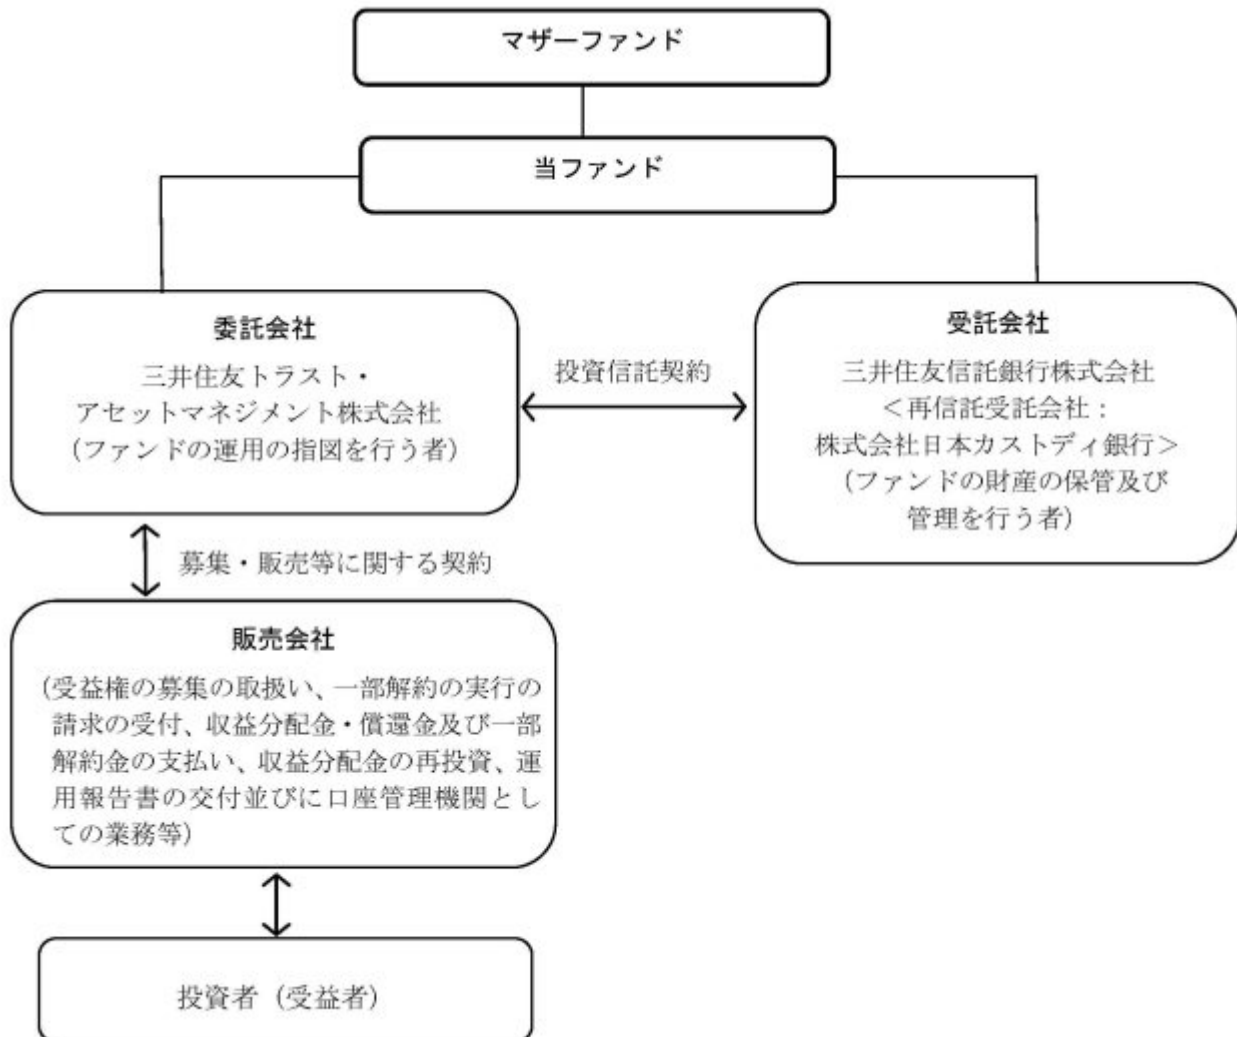 マザーファンド
当ファンド
委託会社
三井住友トラスト・
アセットマネジメント株式会社
（ファンドの運用の指図を行う者）
投資信託契約
受託会社
三井住友信託銀行株式会社
＜再信託受託会社：
株式会社日本カストディ銀行＞
（ファンドの財産の保管及び
管理を行う者）
募集・販売等に関する契約
販売会社
（受益権の募集の取扱い、一部解約の実行の
請求の受付、収益分配金・償還金及び一部
解約金の支払い、収益分配金の再投資、運
用報告書の交付並びに口座管理機関とし
ての業務等）
投資者（受益者）